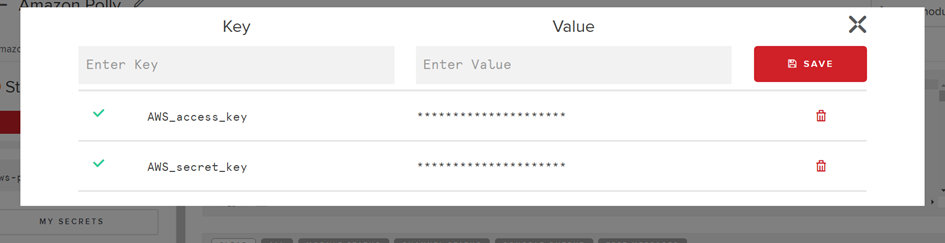 Amazon Polly
Key
Value
Enter Key
Enter Value
SAVE
AWS_access_key
**********************
AWS_secret_key
**********************
MY SECRETS